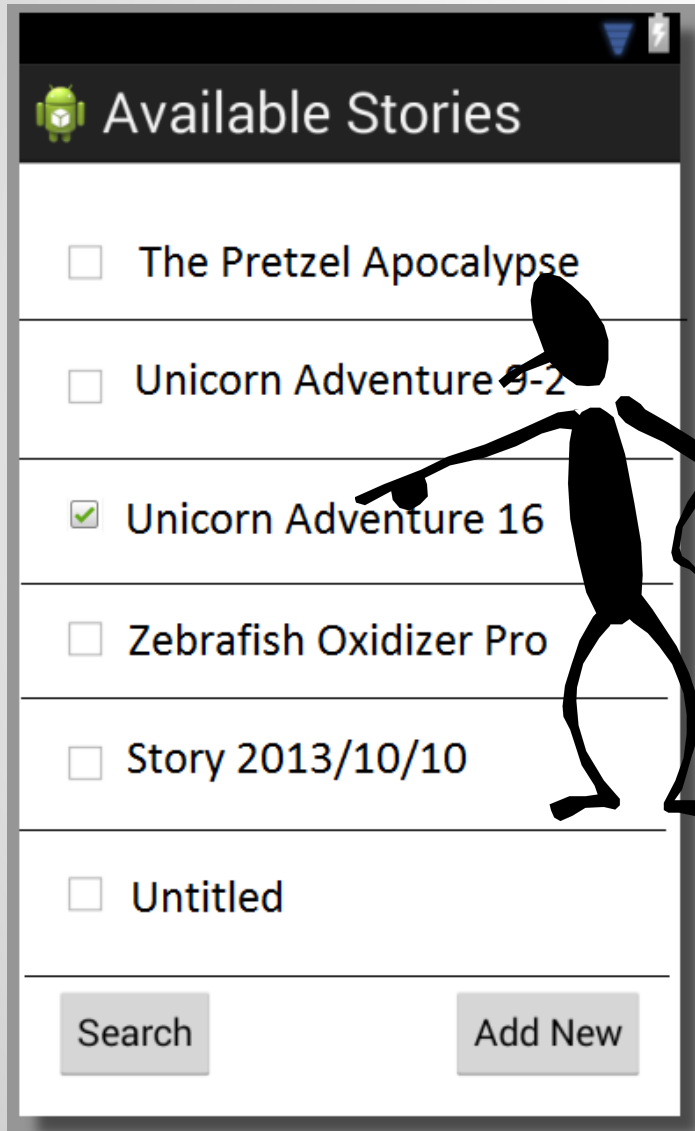 Available Stories
The Pretzel Apocalypse
Unicorn Adventure 9-2
Unicorn Adventure 16
Zebrafish Oxidizer Pro
Story 2013/10/10
Untitled
Search
Add New